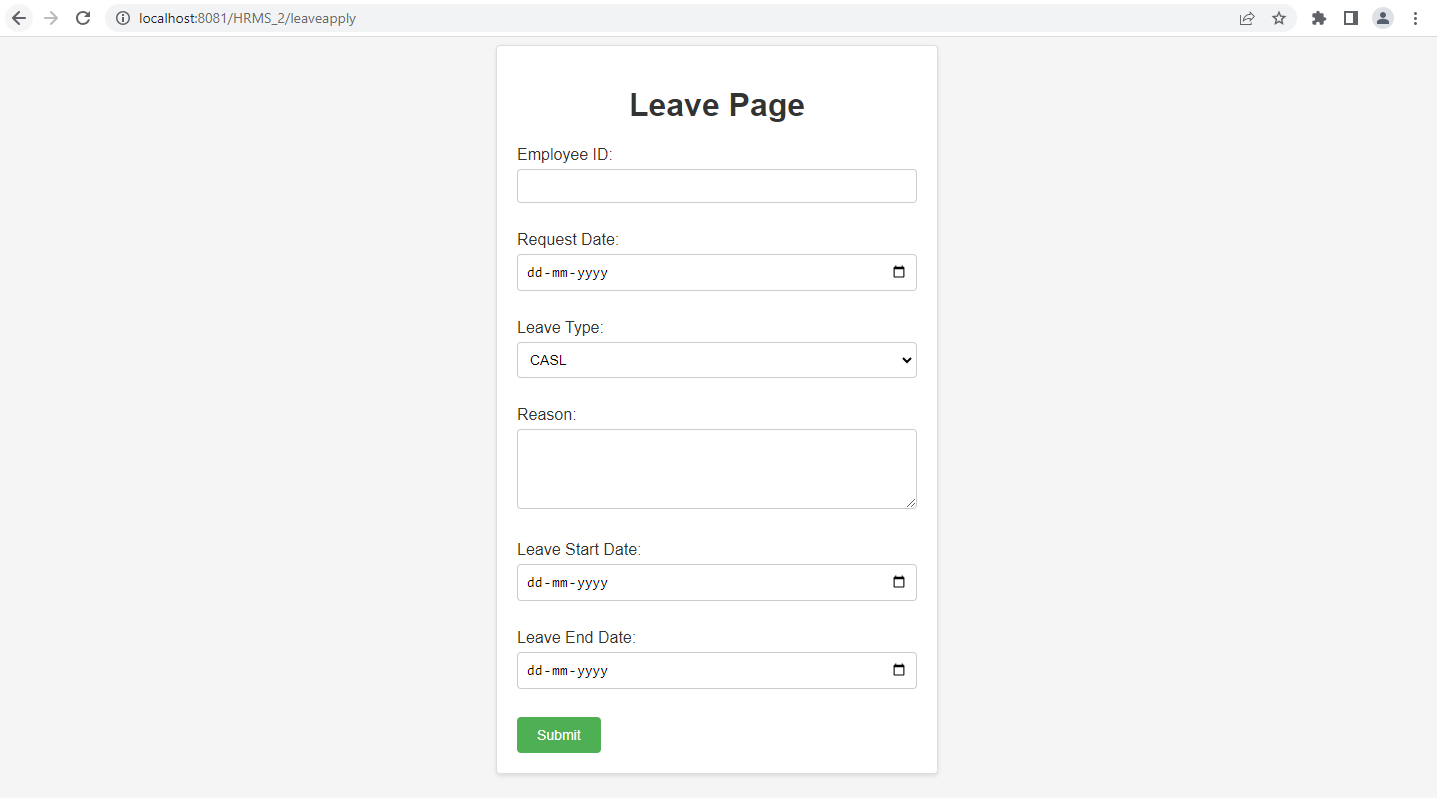 localhost:8081/HRMS_2/leaveapply
Leave Page
Employee ID:
Request Date:
dd-mm-yyyy
Leave Type:
CASL
Reason:
Leave Start Date:
dd-mm-yyyy
Leave End Date:
dd-mm-yyyy
Submit